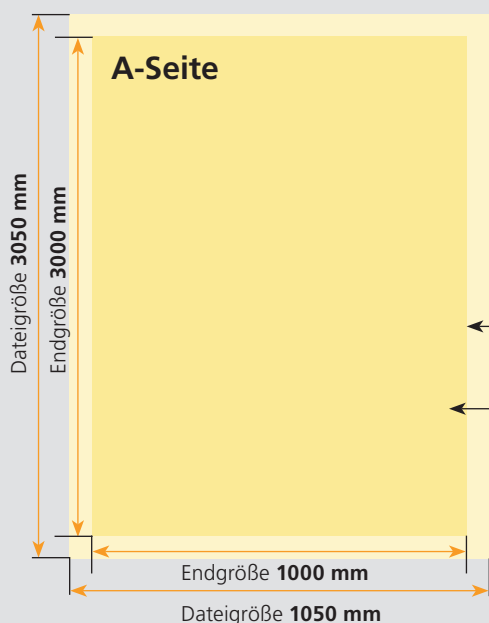 A-Seite
Dateigröße 3050 mm
Endgröße 3000 mm
Endgröße 1000 mm
Dateigröße 1050 mm